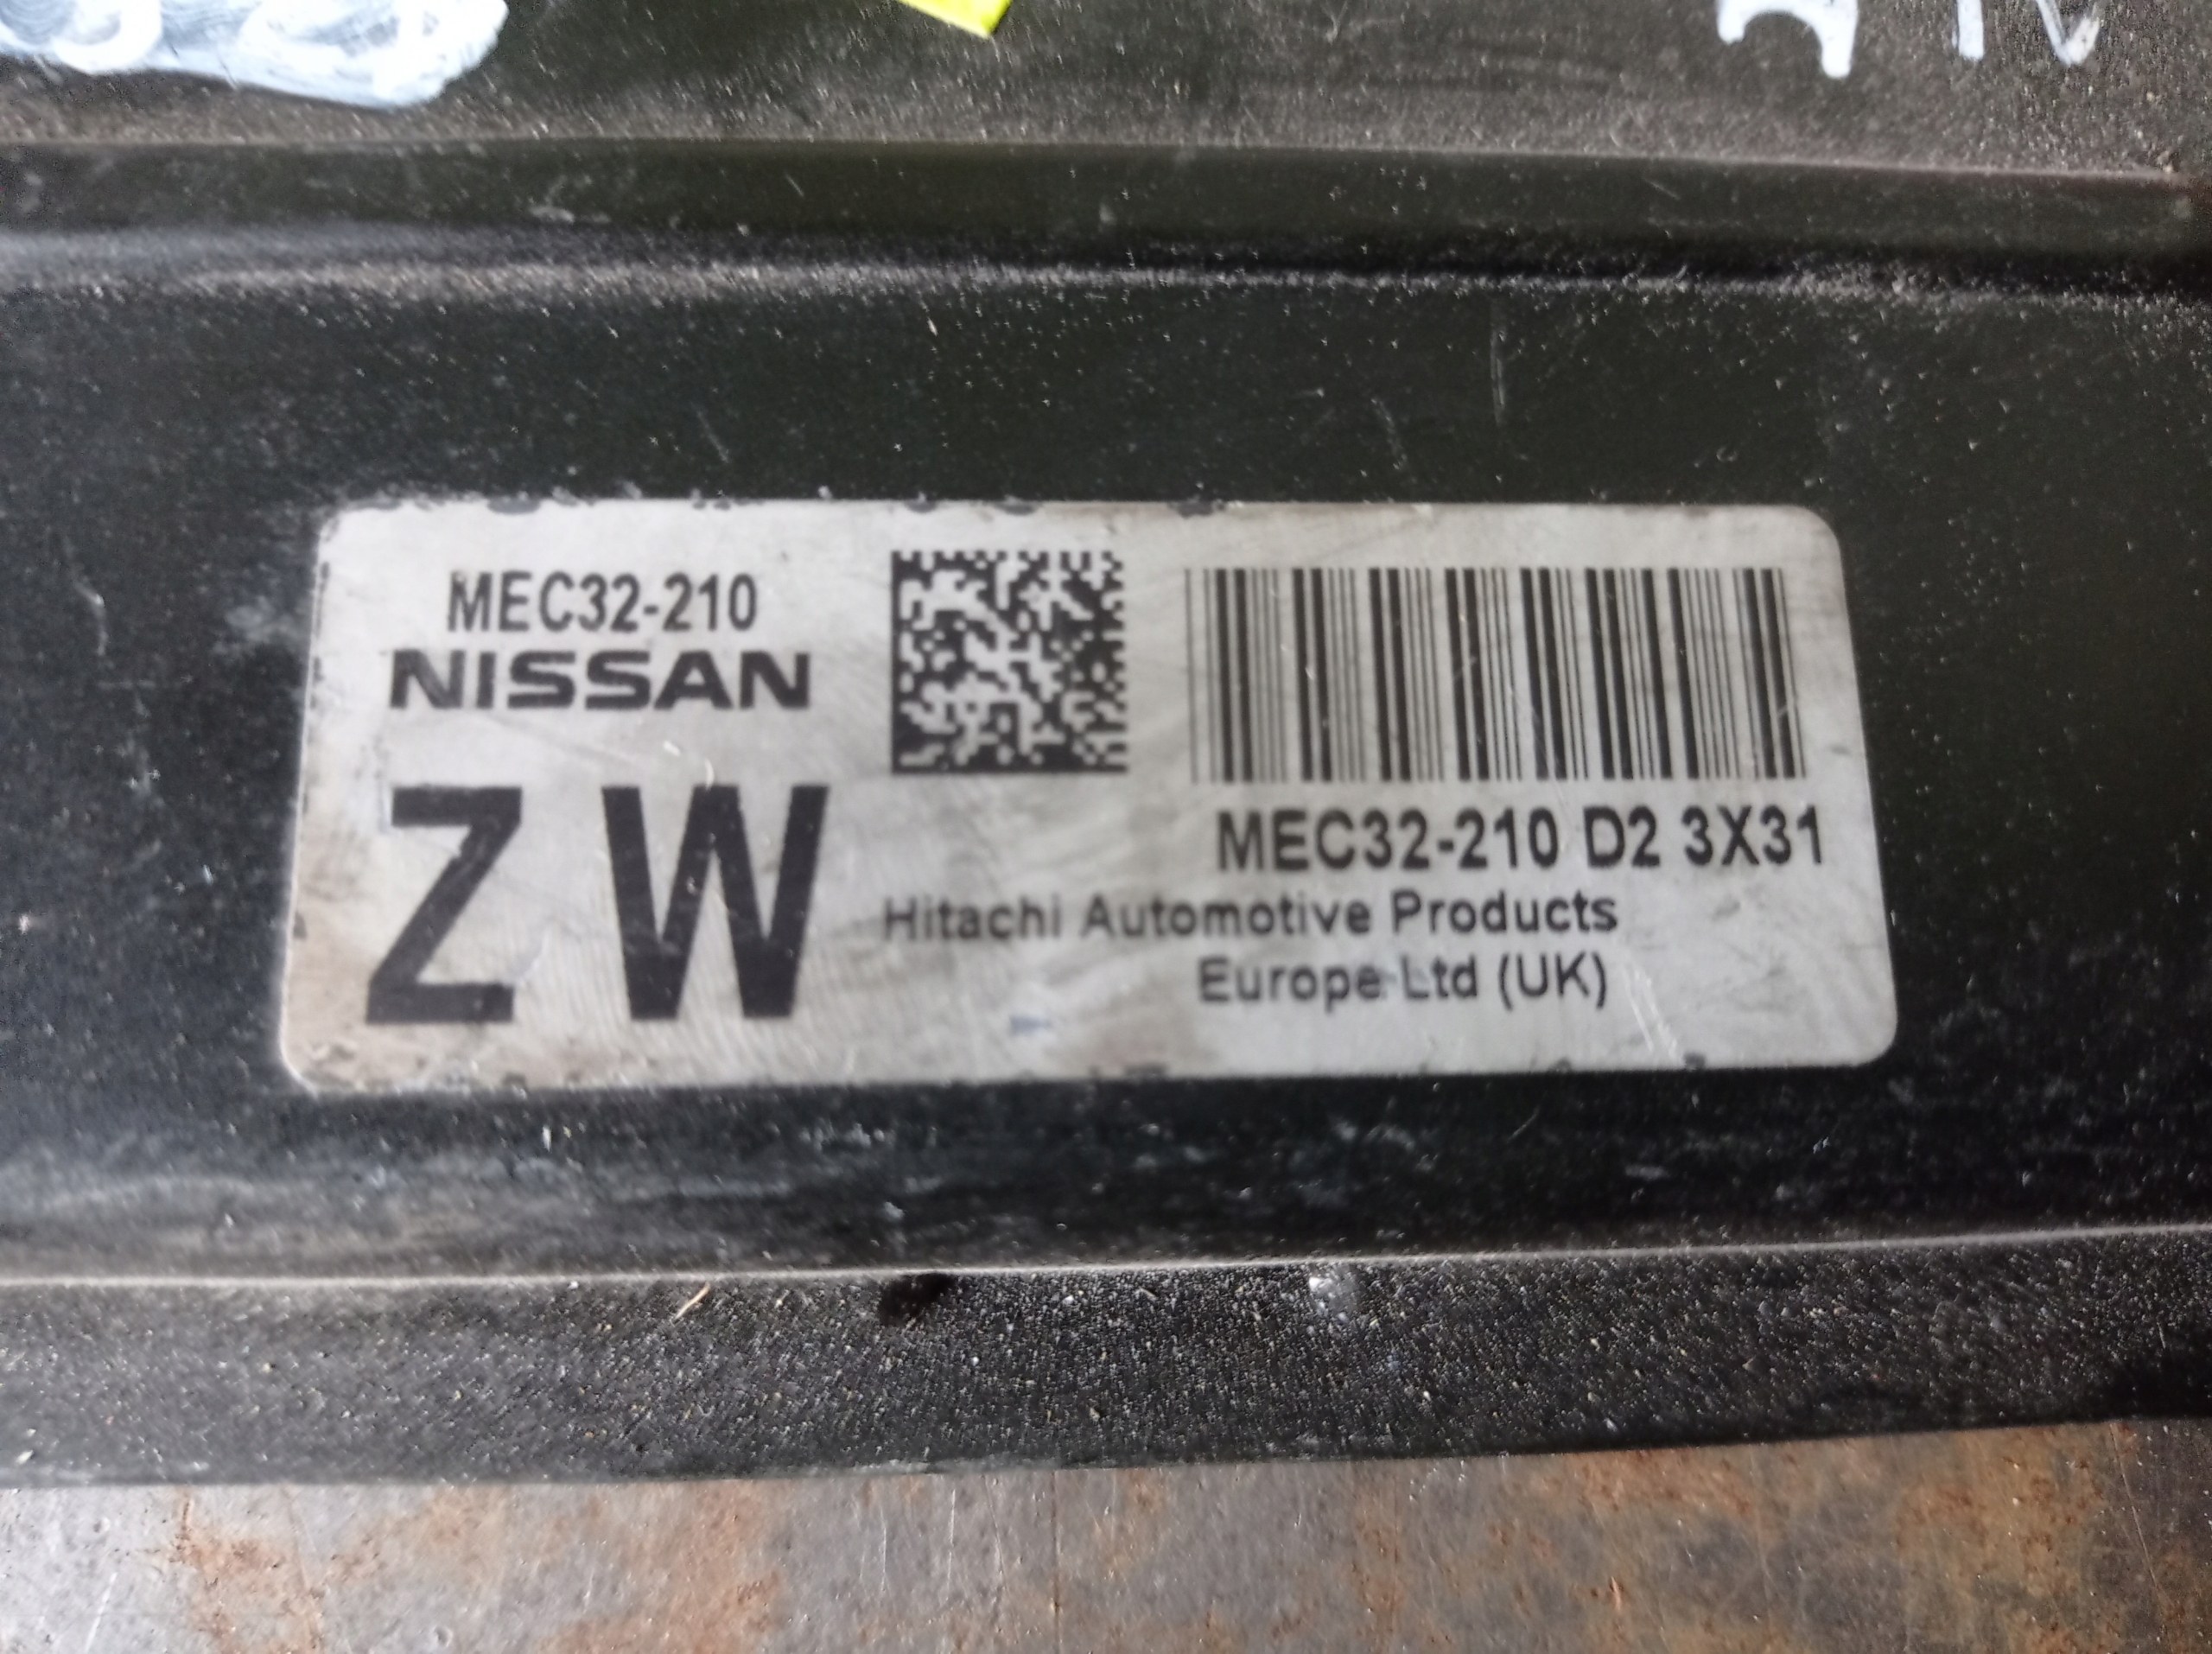 MEC32-210
NISSAN
ZW
MEC32-210 D2 3X31
Hitachi Automotive Products
Europe Ltd (UK)